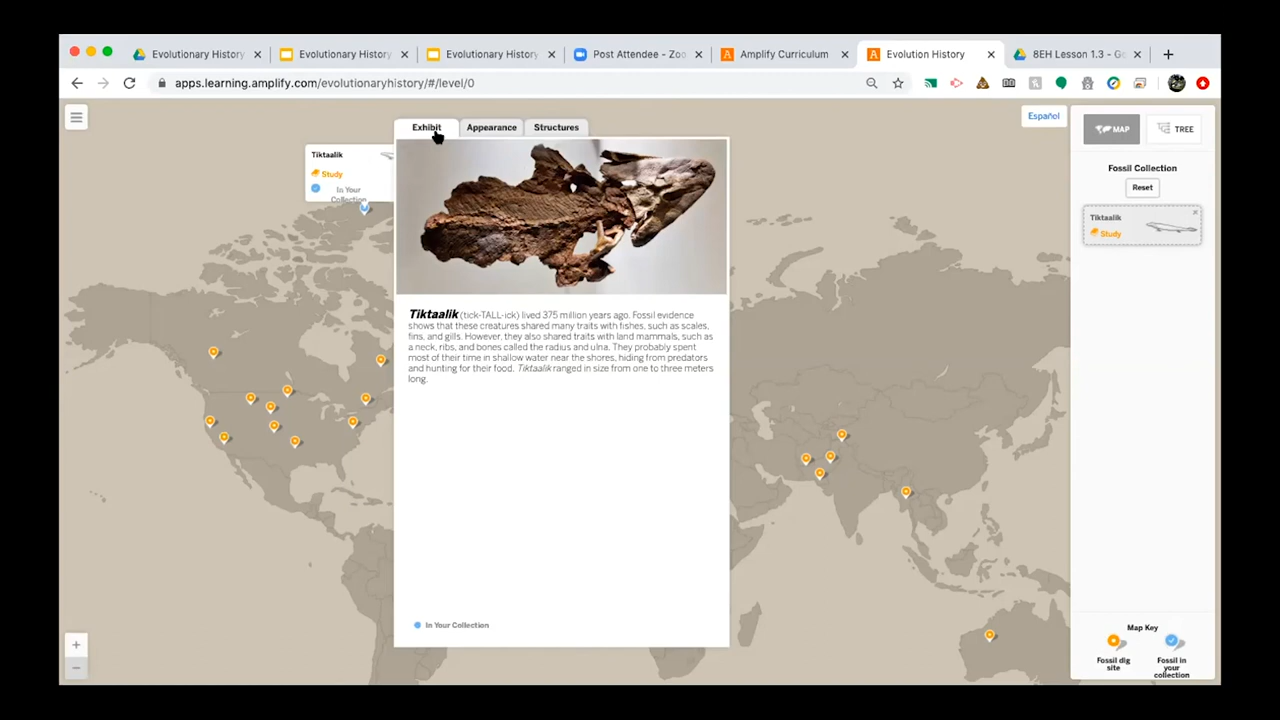 Evolutionary History
Evolutionary History
Evolutionary History
Post Attendee - Zoo
Amplify Curriculum
Evolution History
8EH Lesson 1.3 - G
apps.learning.amplify.com/evolutionaryhistory/#/level/0
Exhibit
Appearance
Structures
Español
MAP
TREE
Tiktaalik
Study
In Your
Collection
Fossil Collection
Reset
Tiktaalik
Study
Tiktaalik (tick-TALL-ick) lived 375 million years ago. Fossil evidence
shows that these creatures shared many traits with fishes, such as scales,
fins, and gills. However, they also shared traits with land mammals, such as
a neck, ribs, and bones called the radius and ulna. They probably spent
most of their time in shallow water near the shores, hiding from predators
and hunting for their food. Tiktaalik ranged in size from one to three meters
long.
In Your Collection
Map Key
Fossil dig
site
Fossil in
your
collection